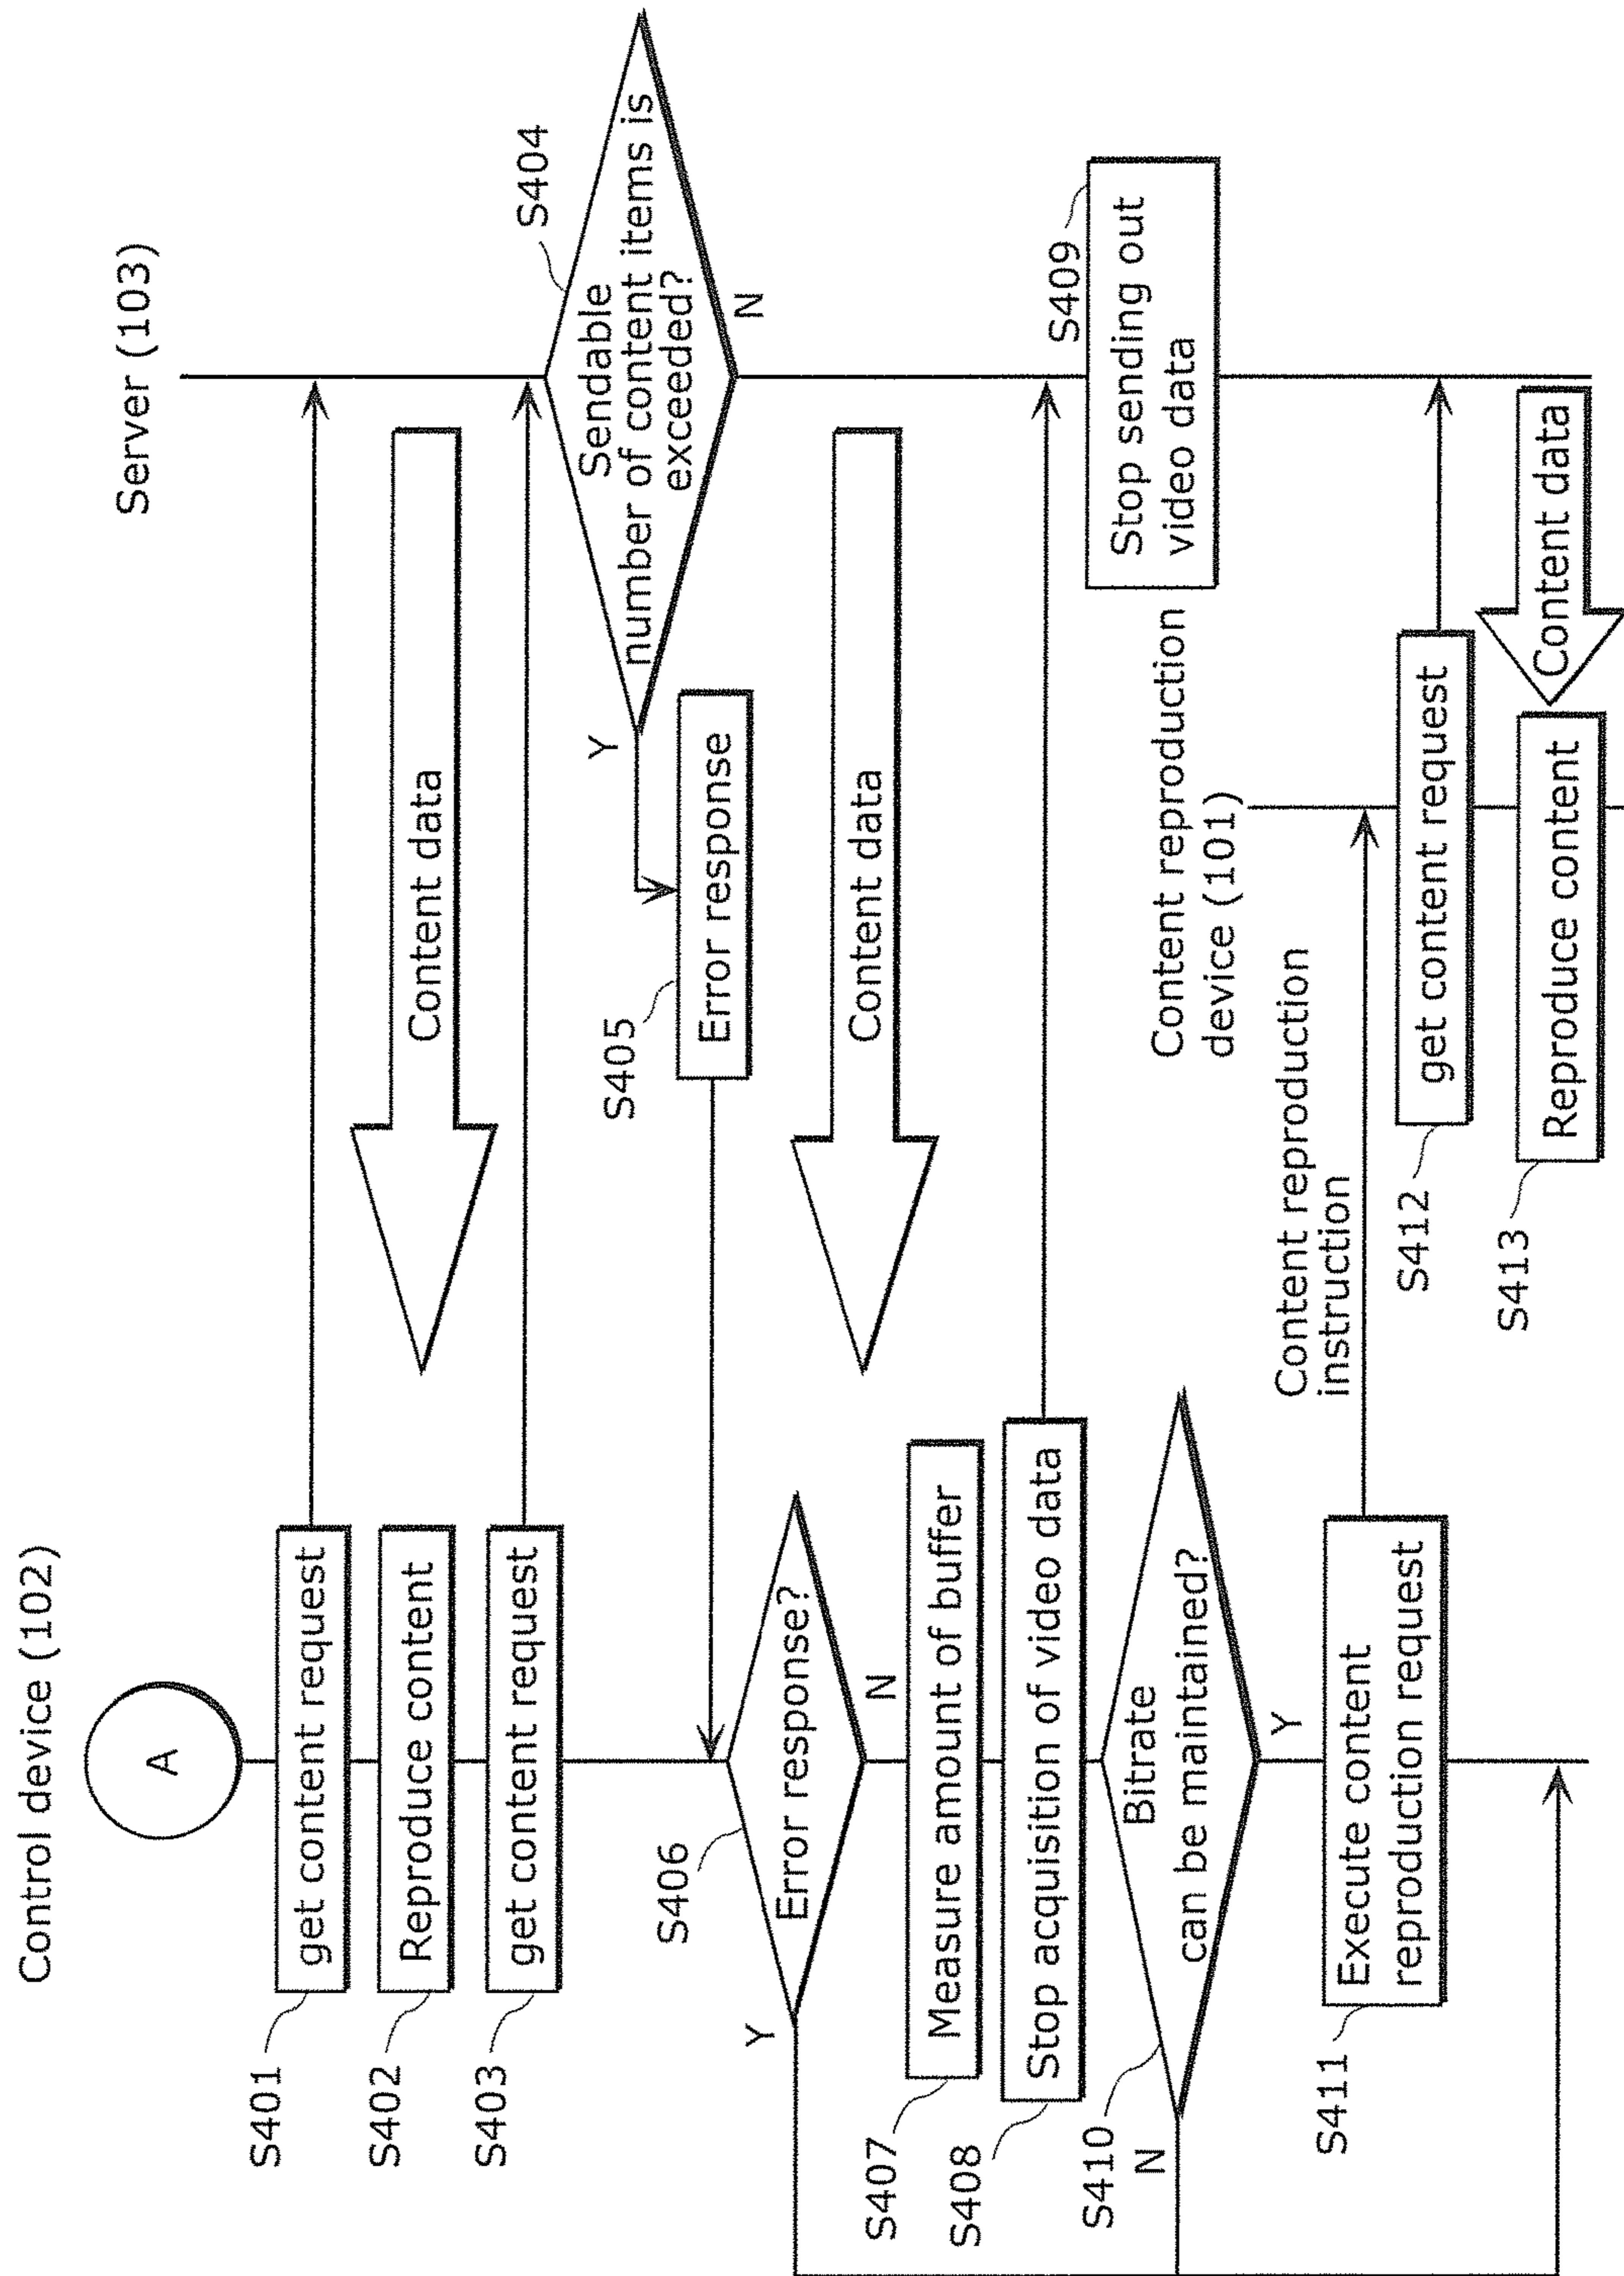 Control device (102)
Server (103)
A
S401
get content request
Content data
S402
Reproduce content
S403
get content request
S404
Sendable
number of content items is
exceeded?
Y
N
S405
Error response
S406
Error response?
Y
N
Content data
S407
Measure amount of buffer
S408
Stop acquisition of video data
S409
Stop sending out
video data
S410
Bitrate
can be maintained?
N
Y
Content reproduction
device (101)
Content reproduction
instruction
S411
Execute content
reproduction request
S412
get content request
Content data
S413
Reproduce content